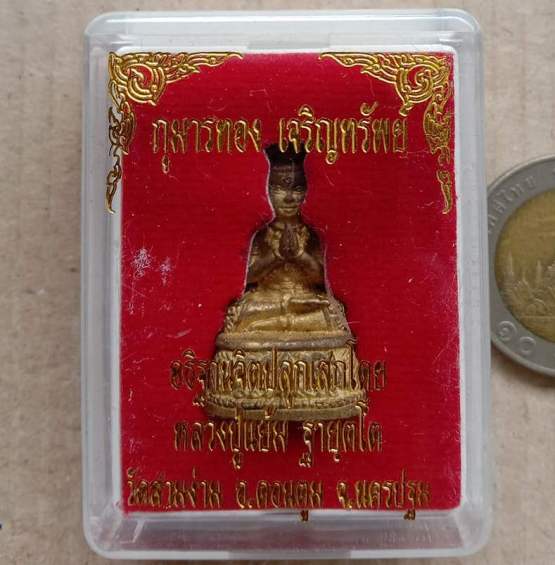 กุมารทอง เจริญทรัพย์
อธิฐานจิตปลุกเสกโดย
หลวงปู่แย้ม ฐานยุตฺโต
วัดสามง่าม อ.ดอนตูม จ.นครปฐม
๑๐